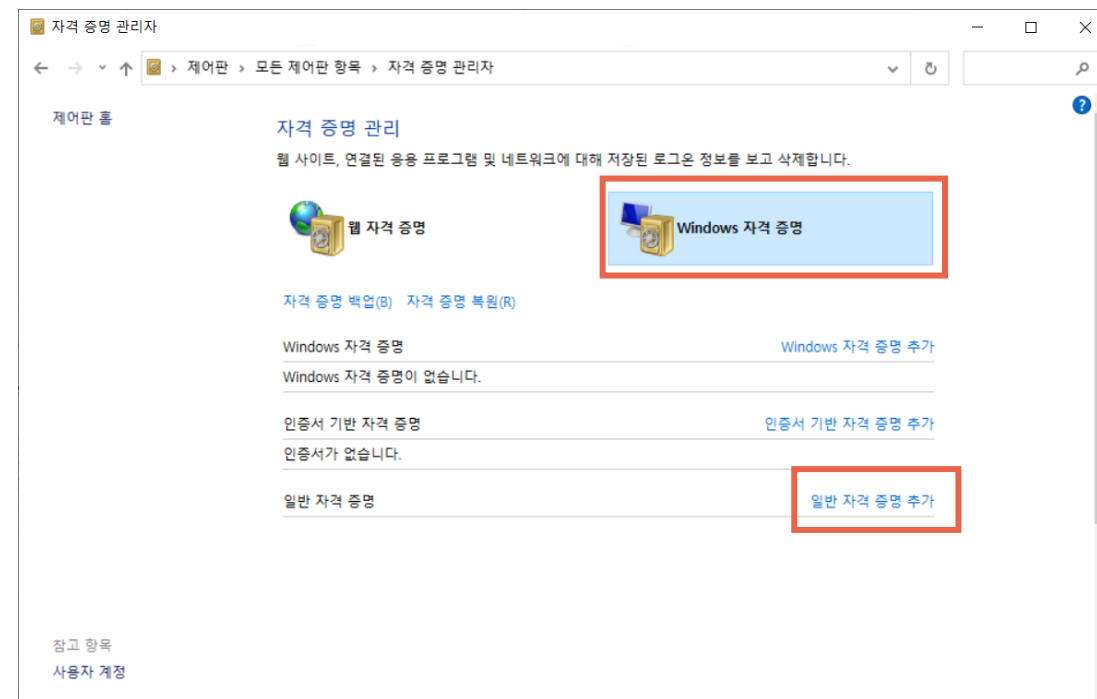 자격 증명 관리자
제어판 › 모든 제어판 항목 › 자격 증명 관리자
제어판 홈
자격 증명 관리
웹 사이트, 연결된 응용 프로그램 및 네트워크에 대해 저장된 로그온 정보를 보고 삭제합니다.
웹 자격 증명
Windows 자격 증명
자격 증명 백업(B) 자격 증명 복원(R)
Windows 자격 증명 Windows 자격 증명 추가
Windows 자격 증명이 없습니다.
인증서 기반 자격 증명 인증서 기반 자격 증명 추가
인증서가 없습니다.
일반 자격 증명 일반 자격 증명 추가
참고 항목
사용자 계정